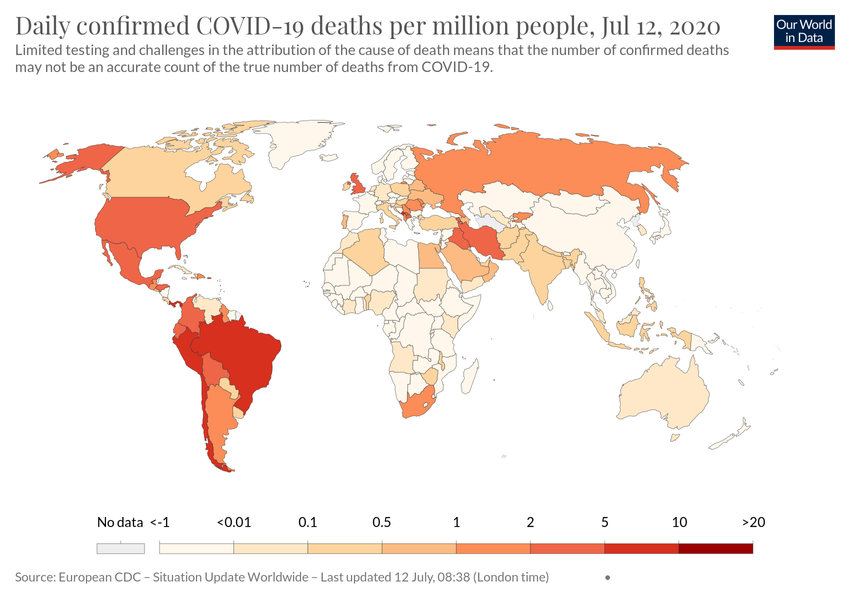 Daily confirmed COVID-19 deaths per million people, Jul 12, 2020
Our World
in Data
Limited testing and challenges in the attribution of the cause of death means that the number of confirmed deaths
may not be an accurate count of the true number of deaths from COVID-19.
No data <-1 <0.01 0.1 0.5 1 2 5 10 >20
Source: European CDC – Situation Update Worldwide – Last updated 12 July, 08:38 (London time) •